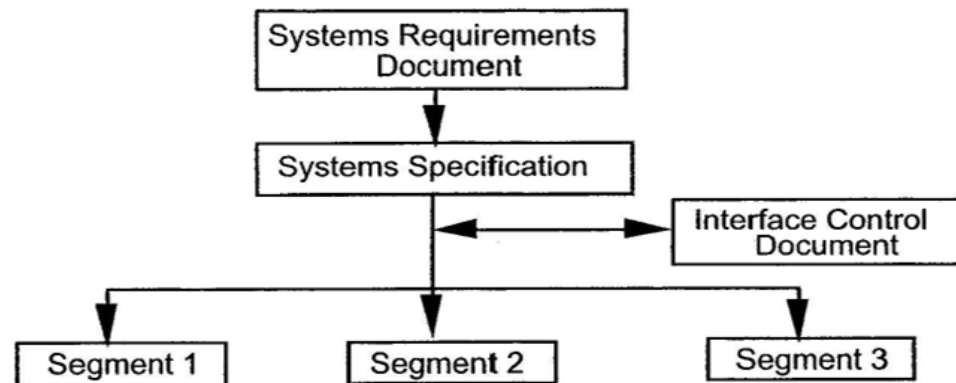 Systems Requirements
Document
Systems Specification
Interface Control
Document
Segment 1
Segment 2
Segment 3